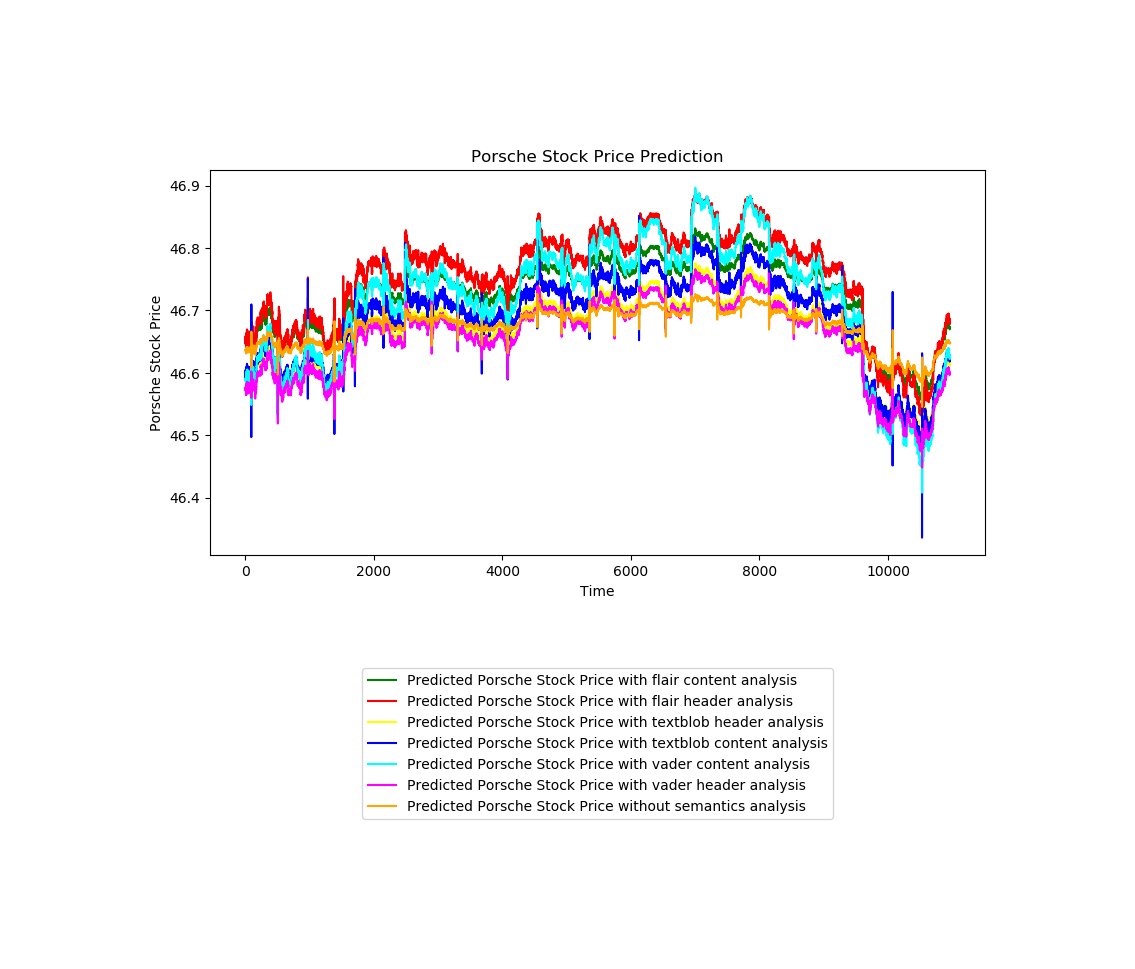 Porsche Stock Price Prediction
46.9
46.8
46.7
46.6
46.5
46.4
Porsche Stock Price
0 2000 4000 6000 8000 10000
Time
Predicted Porsche Stock Price with flair content analysis
Predicted Porsche Stock Price with flair header analysis
Predicted Porsche Stock Price with textblob header analysis
Predicted Porsche Stock Price with textblob content analysis
Predicted Porsche Stock Price with vader content analysis
Predicted Porsche Stock Price with vader header analysis
Predicted Porsche Stock Price without semantics analysis